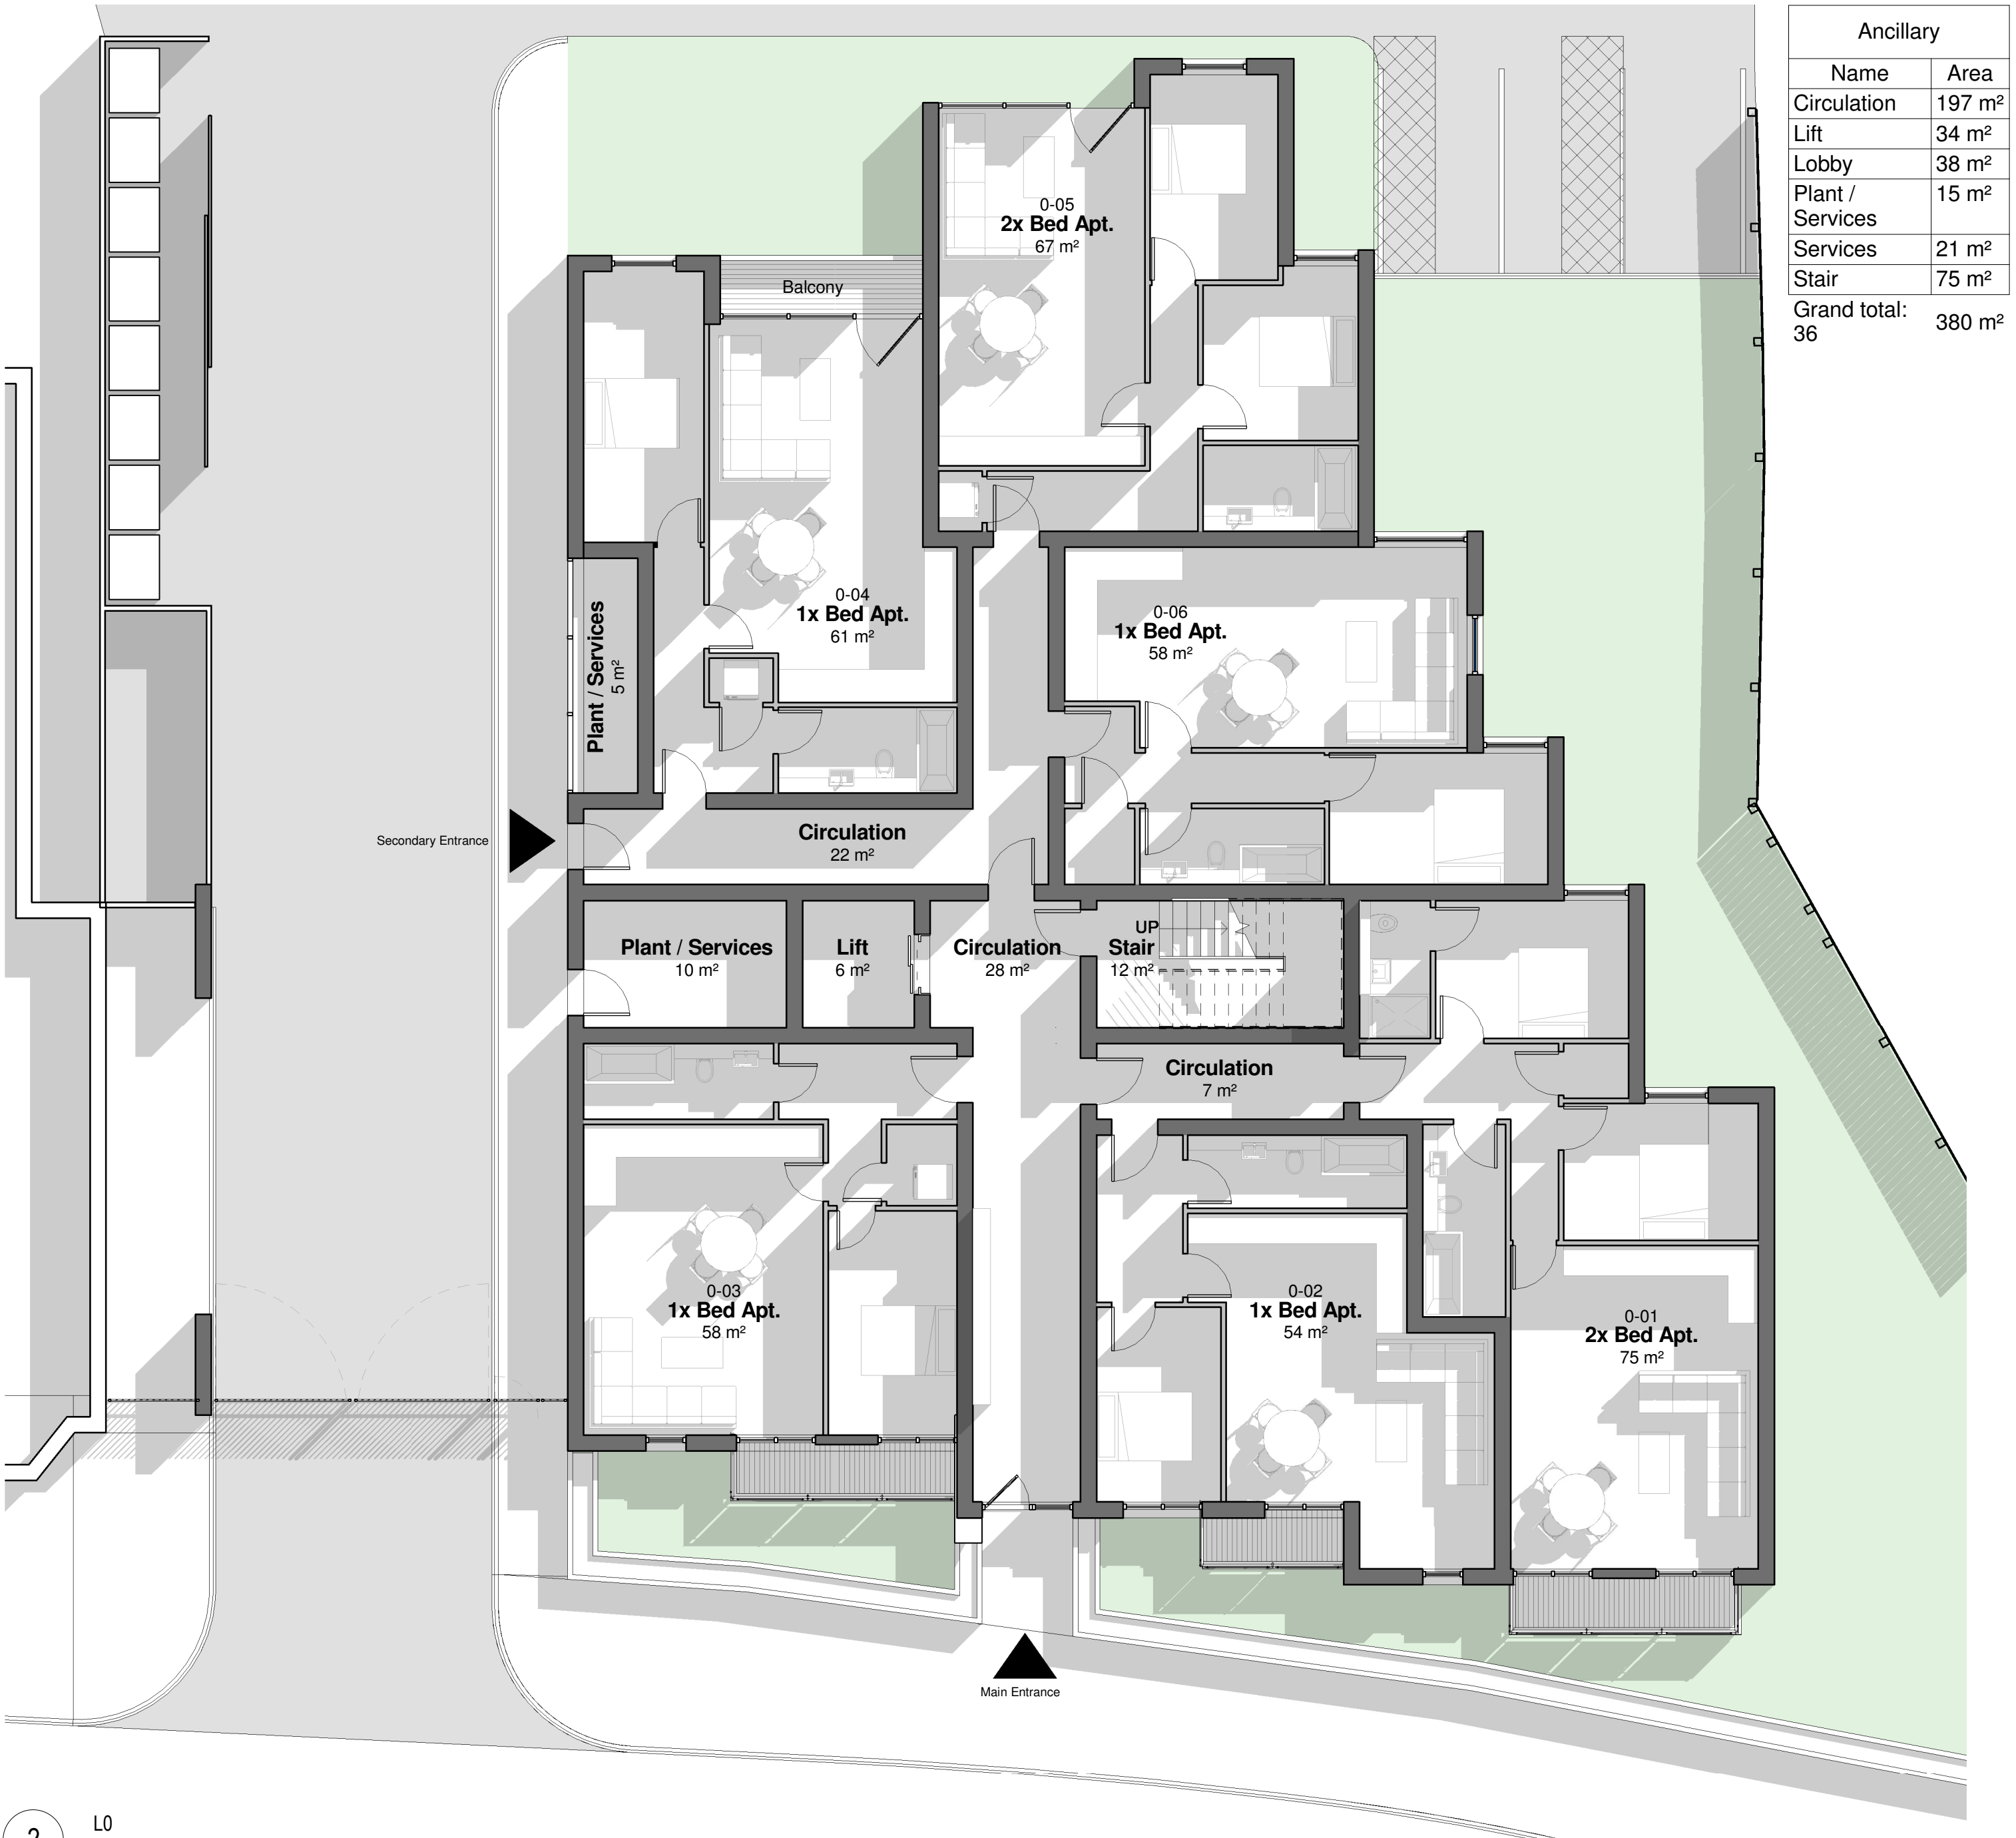 Ancillary
Name Area
Circulation 197 m²
Lift 34 m²
Lobby 38 m²
Plant / Services 15 m²
Services 21 m²
Stair 75 m²
Grand total: 36 380 m²
0-05
2x Bed Apt.
67 m²
Balcony
0-04
1x Bed Apt.
61 m²
0-06
1x Bed Apt.
58 m²
Plant / Services
5 m²
Secondary Entrance
Circulation
22 m²
Plant / Services
10 m²
Lift
6 m²
Circulation
28 m²
UP
Stair
12 m²
Circulation
7 m²
0-03
1x Bed Apt.
58 m²
0-02
1x Bed Apt.
54 m²
0-01
2x Bed Apt.
75 m²
Main Entrance
2
L0